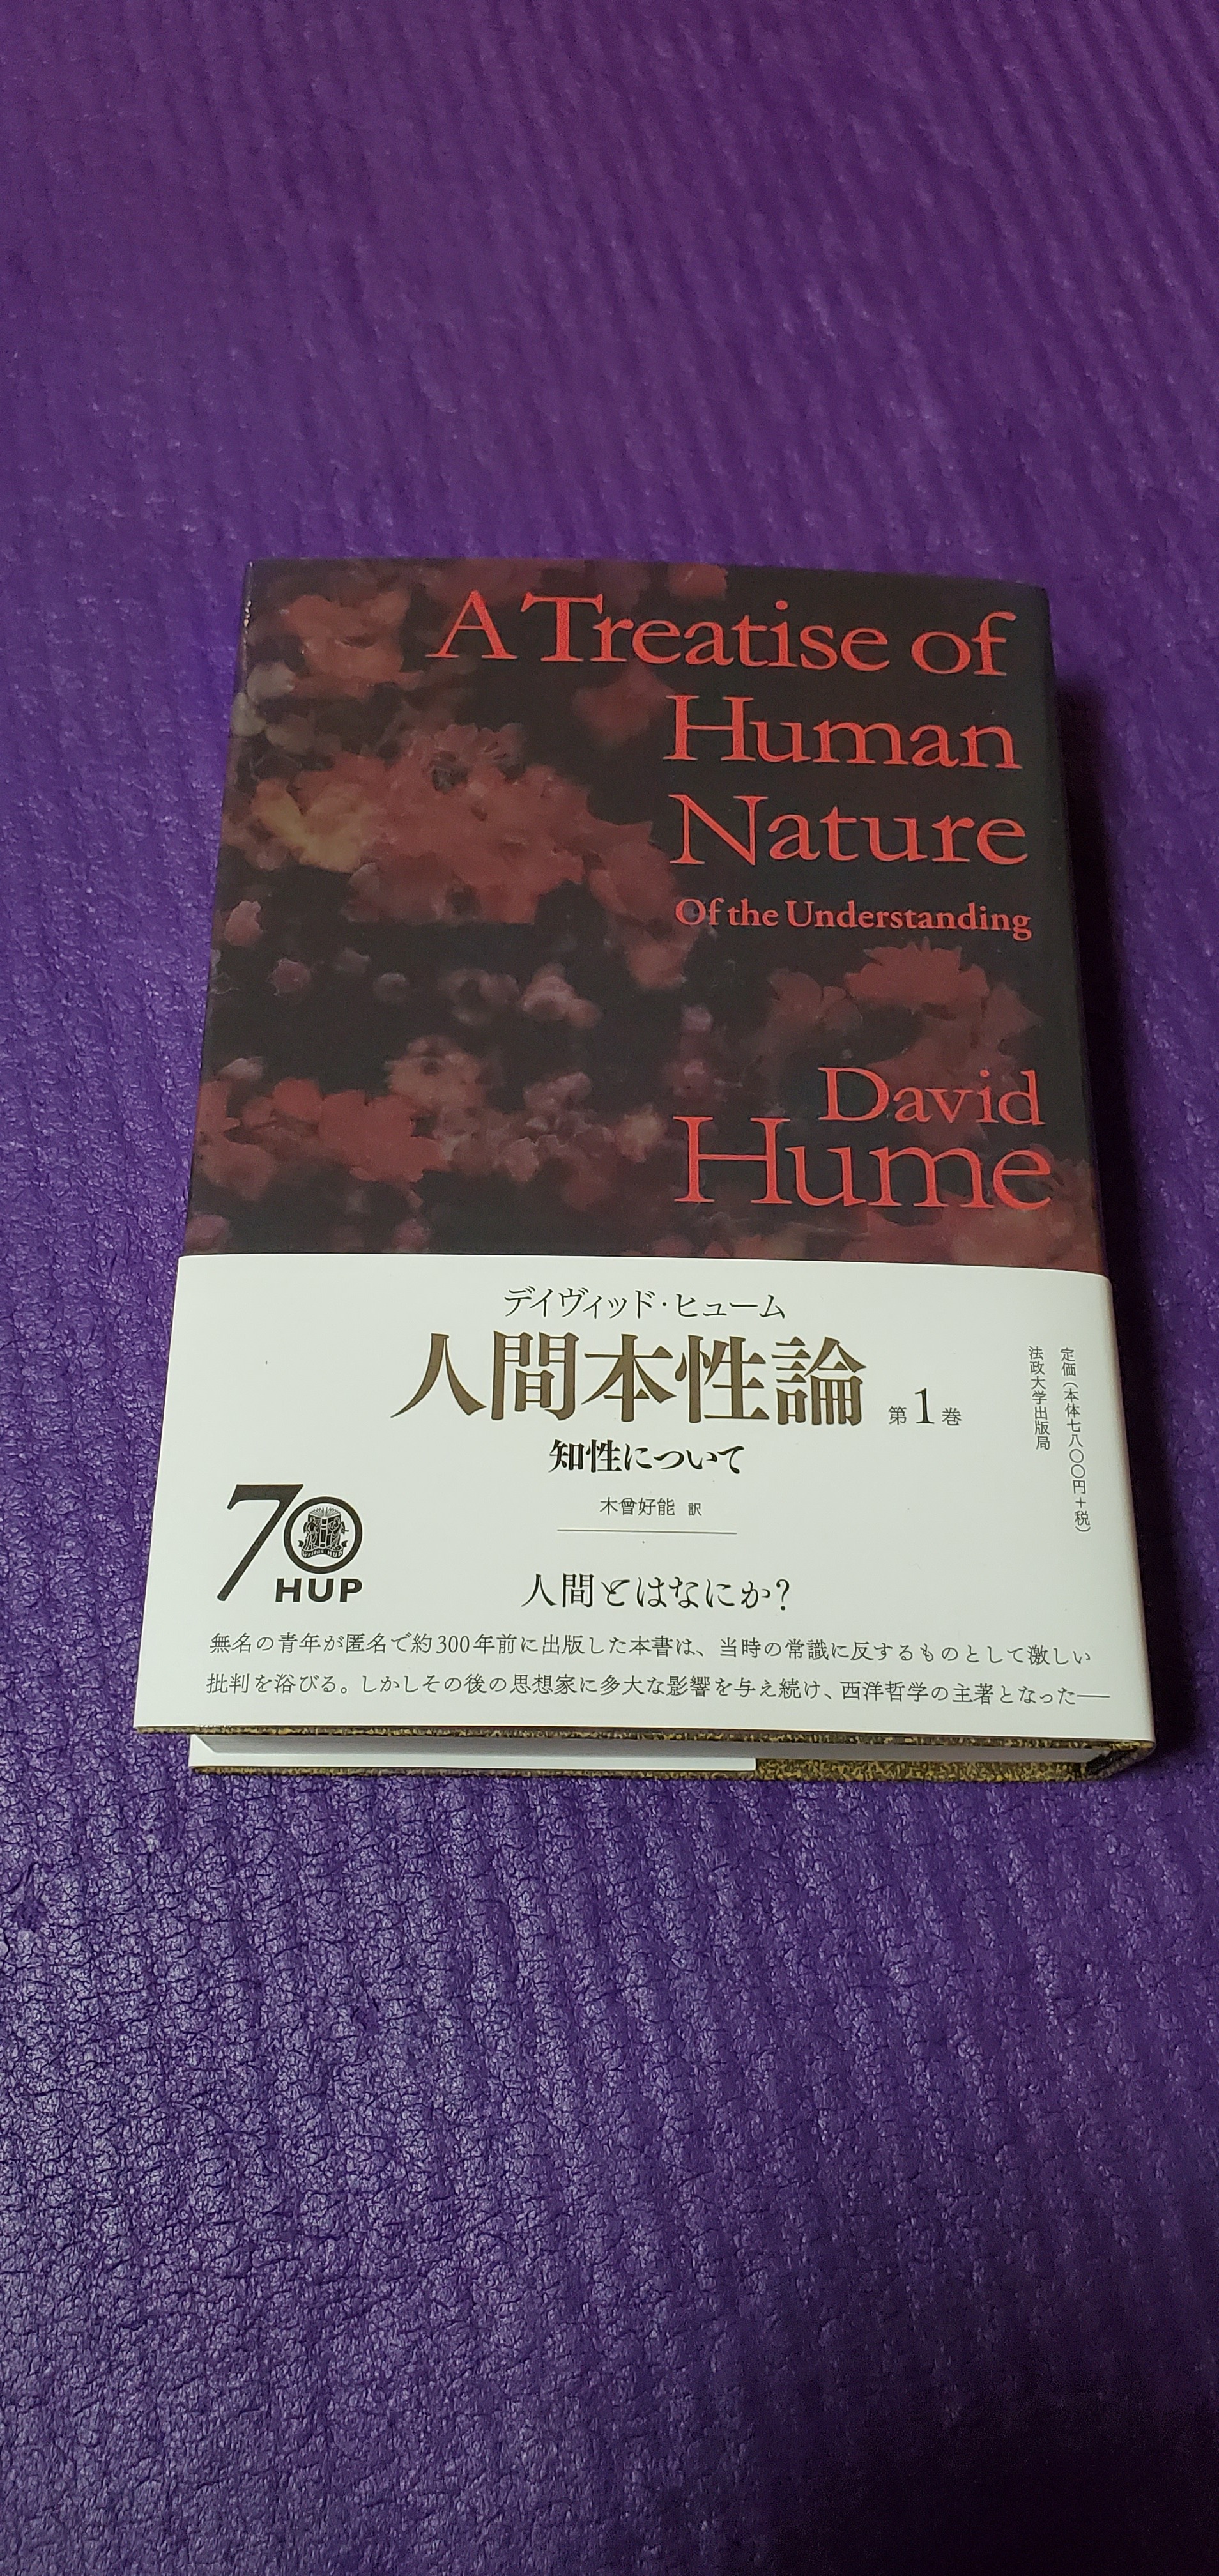 A Treatise of
Human
Nature
Of the Understanding
David
Hume
デイヴィッド・ヒューム
人間本性論 第1巻
知性について
木曾好能 訳
定価(本体七八〇〇円+税)
法政大学出版局
70
HUP
人間とはなにか?
無名の青年が匿名で約300年前に出版した本書は、当時の常識に反するものとして激しい
批判を浴びる。しかしその後の思想家に多大な影響を与え続け、西洋哲学の主著となった──